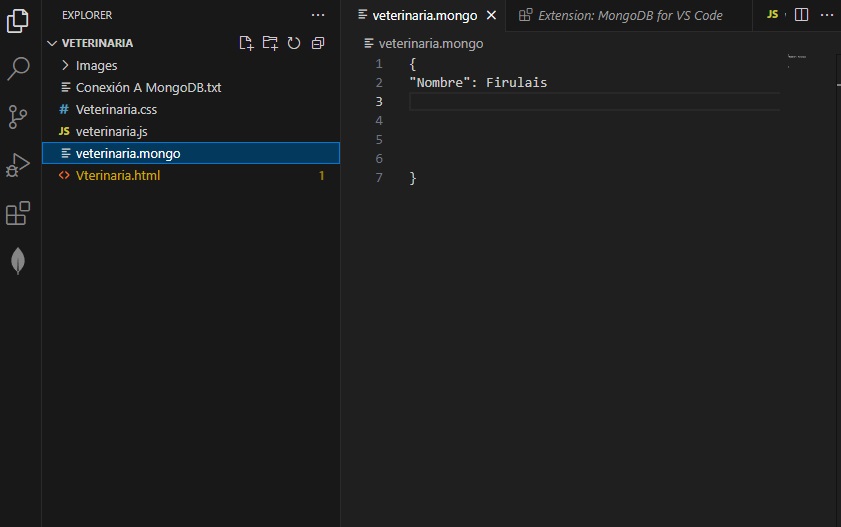 EXPLORER
VETERINARIA
Images
Conexión A MongoDB.txt
# Veterinaria.css
JS veterinaria.js
veterinaria.mongo
<> Vterinaria.html 1
veterinaria.mongo
Extension: MongoDB for VS Code
JS
veterinaria.mongo
1 {
2 "Nombre": Firulais
3
4
5
6
7 }